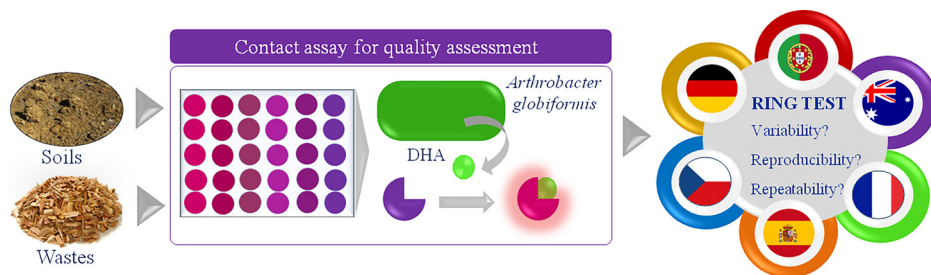 Contact assay for quality assessment
Soils
Wastes
Arthrobacter
globiformis
DHA
RING TEST
Variability?
Reproducibility?
Repeatability?